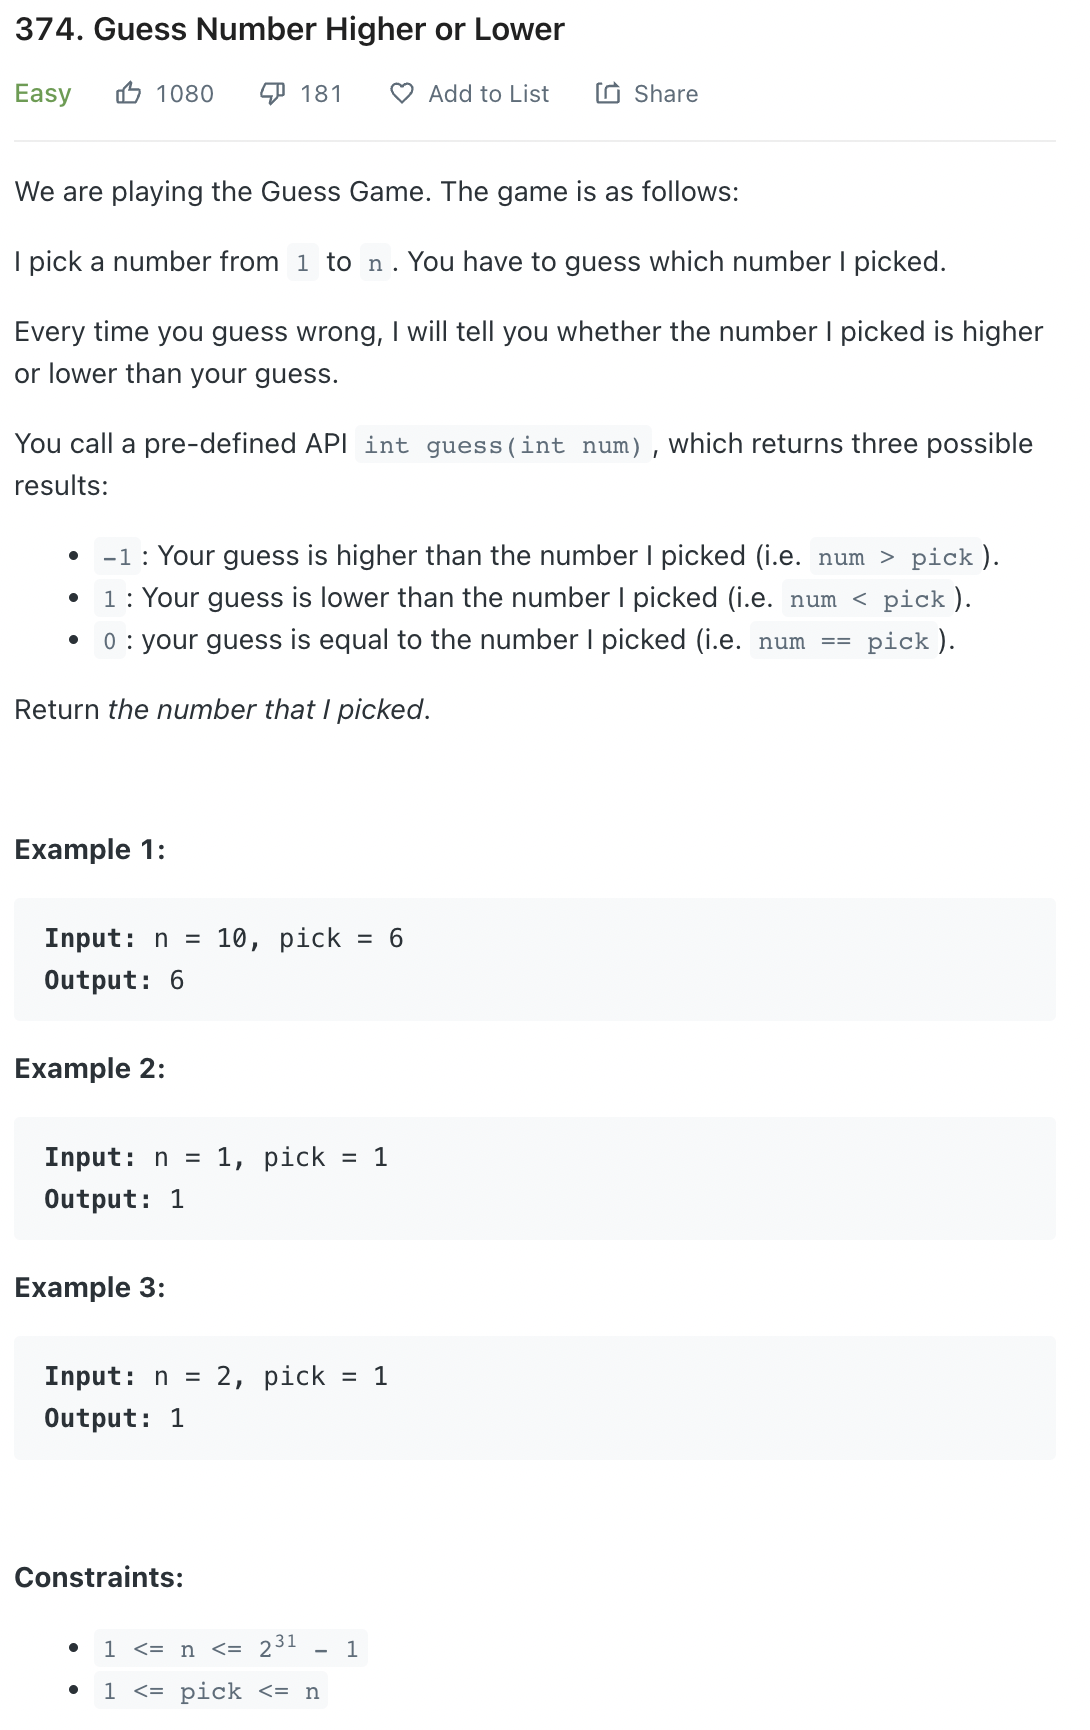 374. Guess Number Higher or Lower
Easy 1080 181 Add to List Share
We are playing the Guess Game. The game is as follows:
I pick a number from 1 to n. You have to guess which number I picked.
Every time you guess wrong, I will tell you whether the number I picked is higher
or lower than your guess.
You call a pre-defined API int guess(int num), which returns three possible
results:
• -1: Your guess is higher than the number I picked (i.e. num > pick).
• 1: Your guess is lower than the number I picked (i.e. num < pick).
• 0: your guess is equal to the number I picked (i.e. num == pick).
Return the number that I picked.
Example 1:
Input: n = 10, pick = 6
Output: 6
Example 2:
Input: n = 1, pick = 1
Output: 1
Example 3:
Input: n = 2, pick = 1
Output: 1
Constraints:
• 1 <= n <= 2³¹ - 1
• 1 <= pick <= n